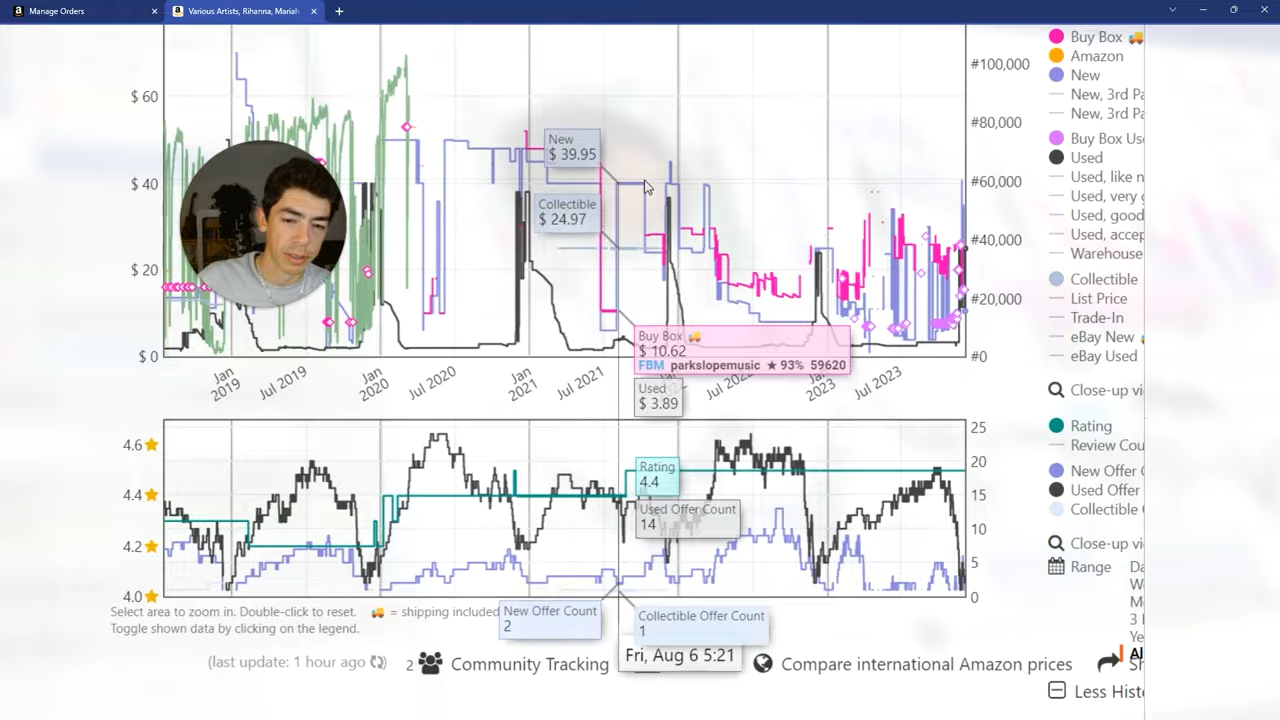 Manage Orders
Various Artists, Rihanna, Mariah
$ 60
$ 40
$ 20
$ 0
#100,000
#80,000
#60,000
#40,000
#20,000
#0
New
$ 39.95
Collectible
$ 24.97
Buy Box
$ 10.62
FBM parkslopemusic ★ 93% 59620
Used
$ 3.89
Jan
2019
Jul 2019
Jan
2020
Jul 2020
Jan
2021
Jul 2021
Jul 2022
2023
Jul 2023
4.6
4.4
4.2
4.0
25
20
15
10
5
0
Rating
4.4
Used Offer Count
14
New Offer Count
2
Collectible Offer Count
1
Fri, Aug 6 5:21
Select area to zoom in. Double-click to reset.
= shipping included
Toggle shown data by clicking on the legend.
(last update: 1 hour ago
2
Community Tracking
Compare international Amazon prices
Buy Box
Amazon
New
New, 3rd Pa
New, 3rd Pa
Buy Box Us
Used
Used, like n
Used, very g
Used, good
Used, accep
Warehouse
Collectible
List Price
Trade-In
eBay New
eBay Used
Close-up vi
Rating
Review Cou
New Offer
Used Offer
Collectible
Close-up vi
Range
Da
W
M
3
Ye
Al
Sh
Less Histo